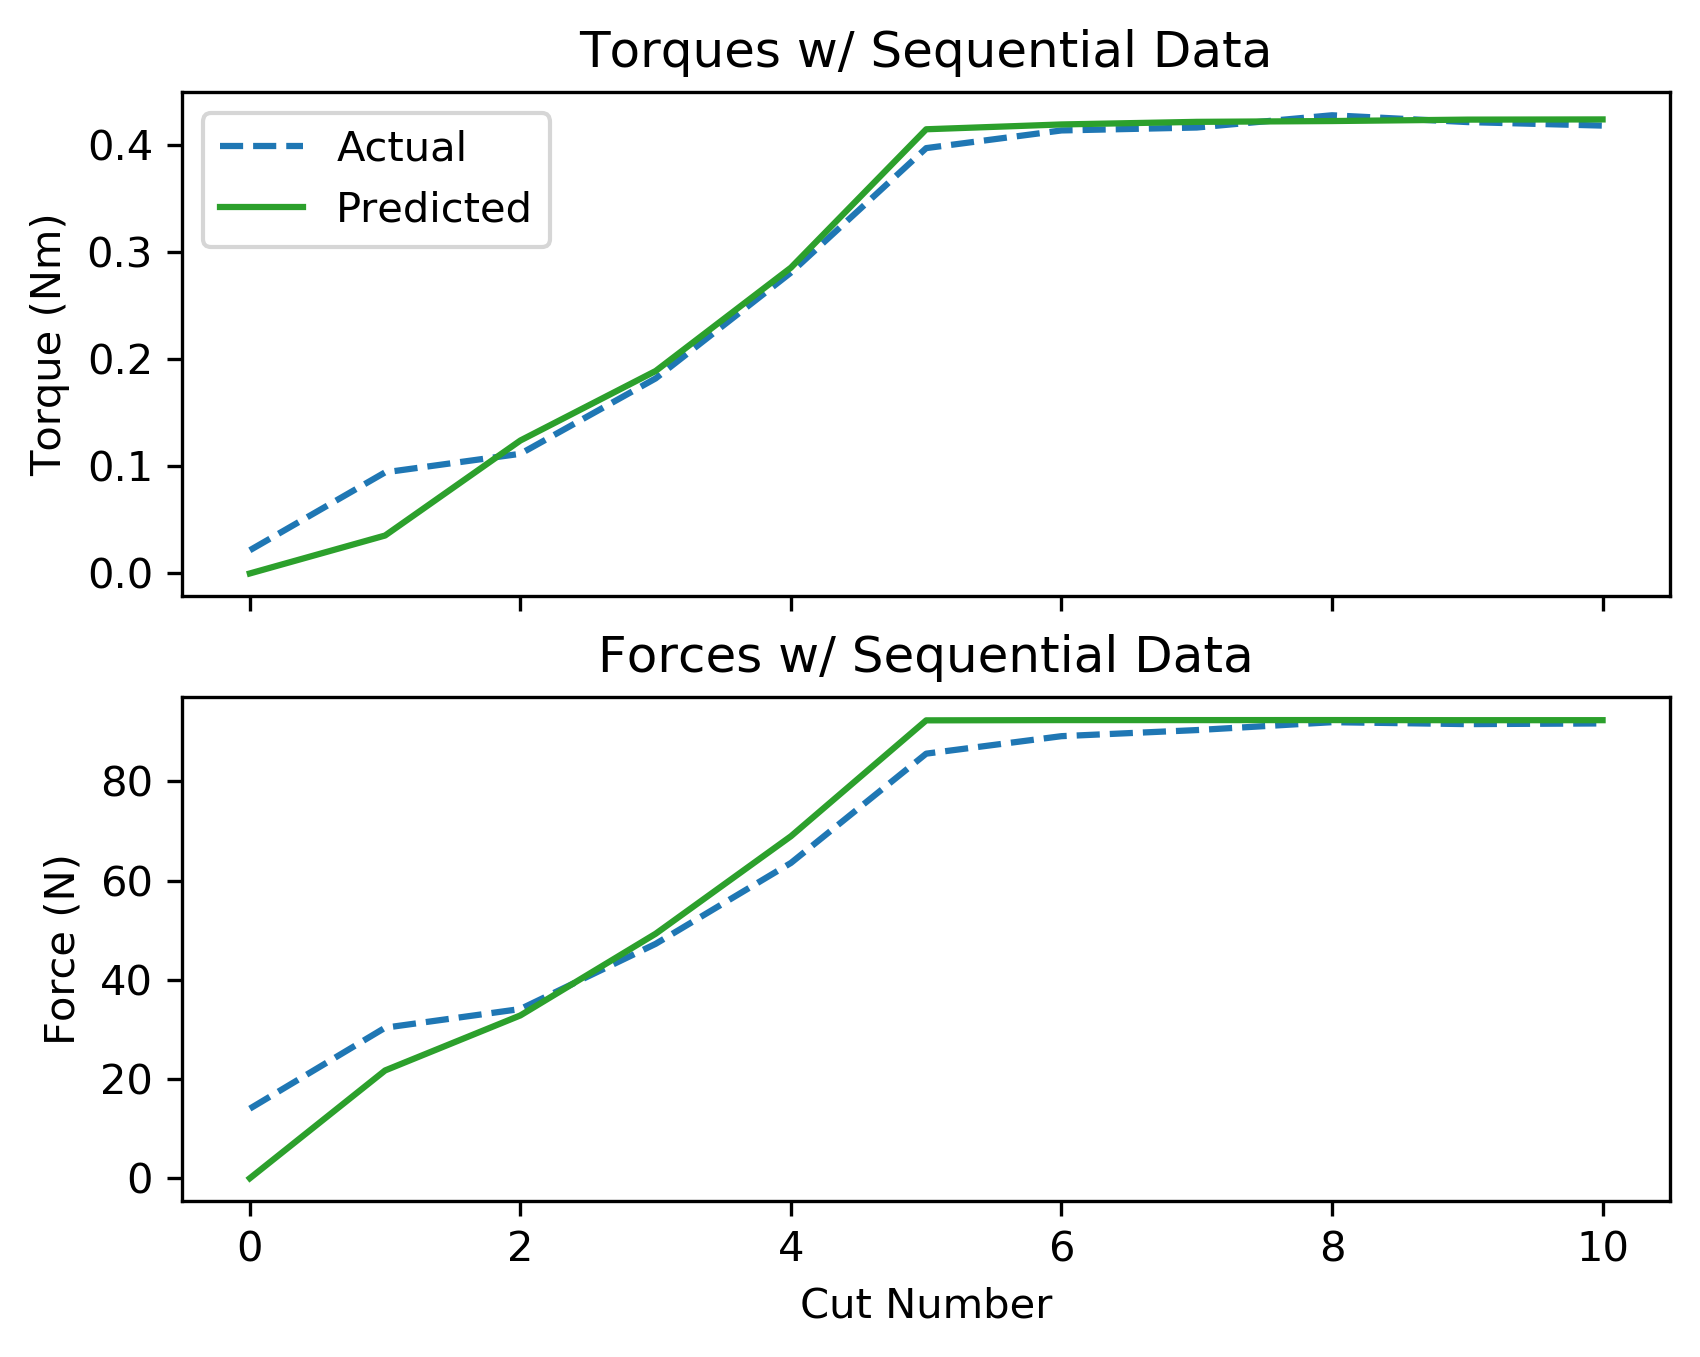 Torques w/ Sequential Data
Actual
Predicted
0.4
0.3
0.2
0.1
0.0
Torque (Nm)
Forces w/ Sequential Data
80
60
40
20
0
Force (N)
0 2 4 6 8 10
Cut Number